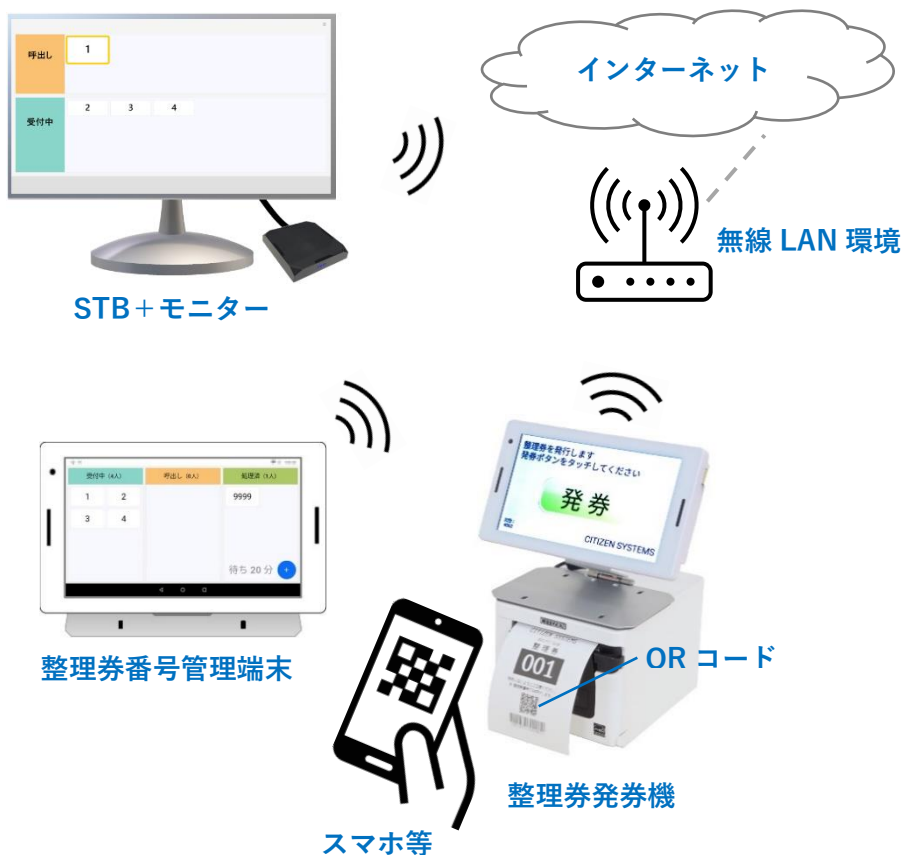 呼出し
1
受付中
2 3 4
インターネット
無線 LAN 環境
STB+モニター
受付中 (4人) 呼出し (0人) 処理済 (1人)
1 2
3 4
9999
待ち 20 分 +
整理券番号管理端末
整理券を発行します
発券ボタンをタッチしてください
発 券
CITIZEN SYSTEMS
CITIZEN
整 理 券
001
OR コード
整理券発券機
スマホ等